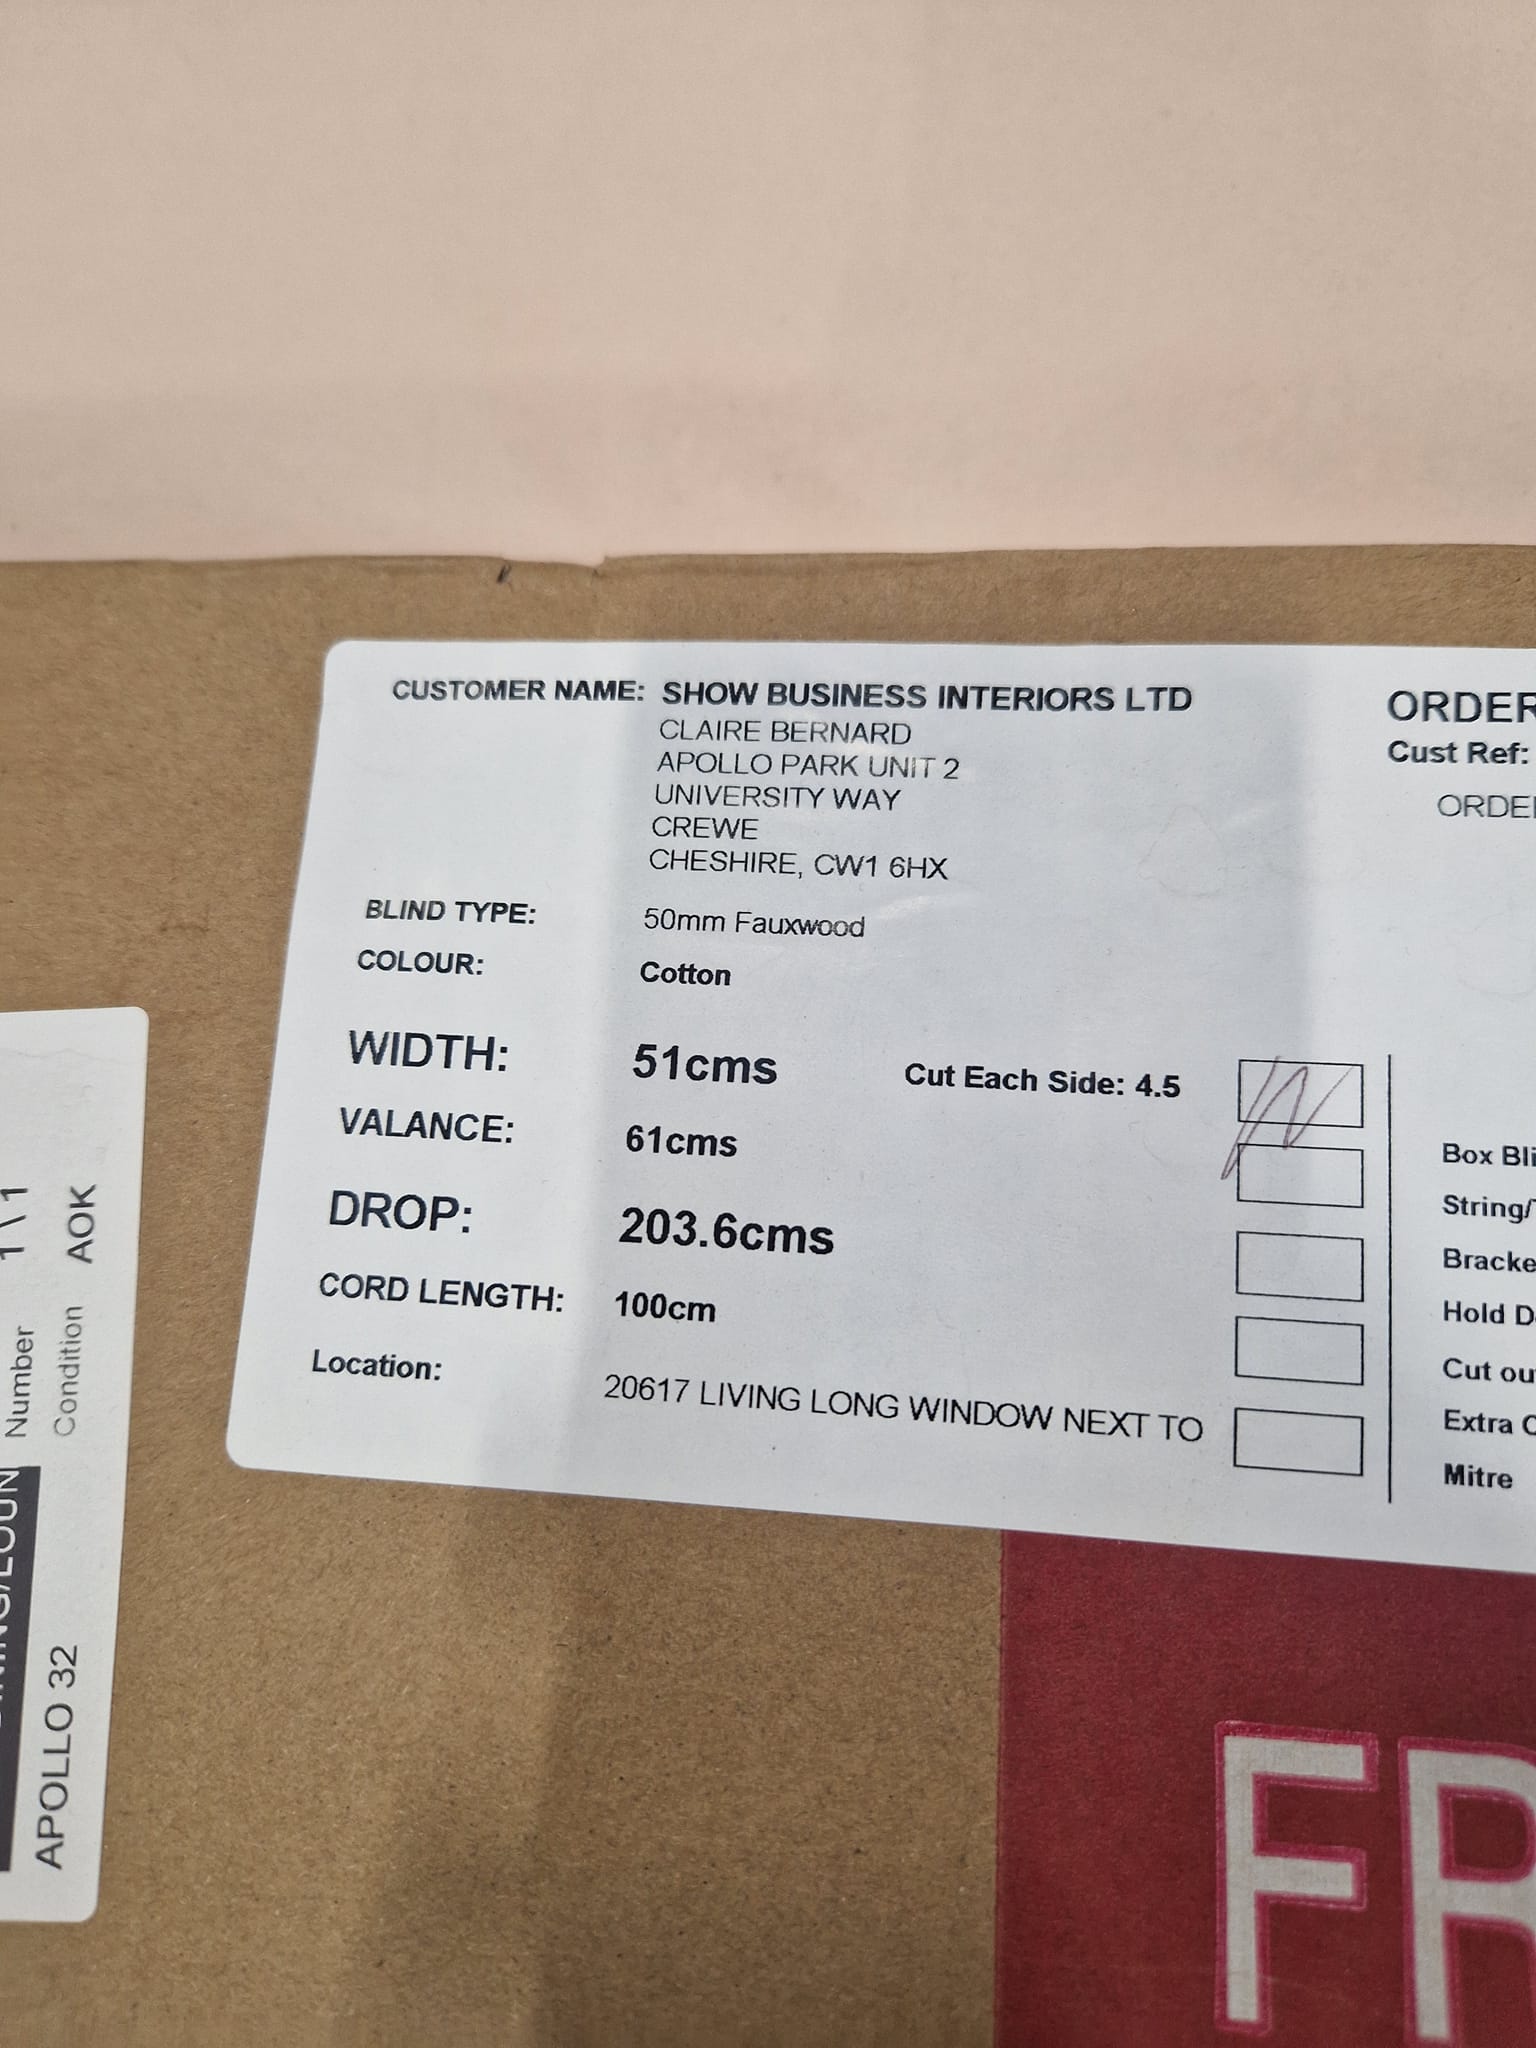 CUSTOMER NAME: SHOW BUSINESS INTERIORS LTD
CLAIRE BERNARD
APOLLO PARK UNIT 2
UNIVERSITY WAY
CREWE
CHESHIRE, CW1 6HX
BLIND TYPE: 50mm Fauxwood
COLOUR: Cotton
WIDTH: 51cms Cut Each Side: 4.5
VALANCE: 61cms
DROP: 203.6cms
CORD LENGTH: 100cm
Location: 20617 LIVING LONG WINDOW NEXT TO
ORDER
Cust Ref:
ORDE
Box Bli
String/
Bracke
Hold D
Cut ou
Extra
Mitre
Number 1 \ 1
Condition AOK
APOLLO 32
FR